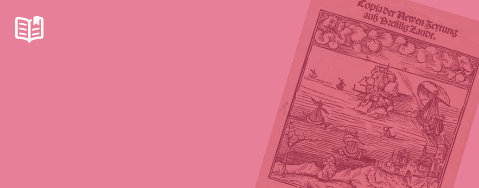 Copia der Newen Zeytung
auß Presillg Landt.